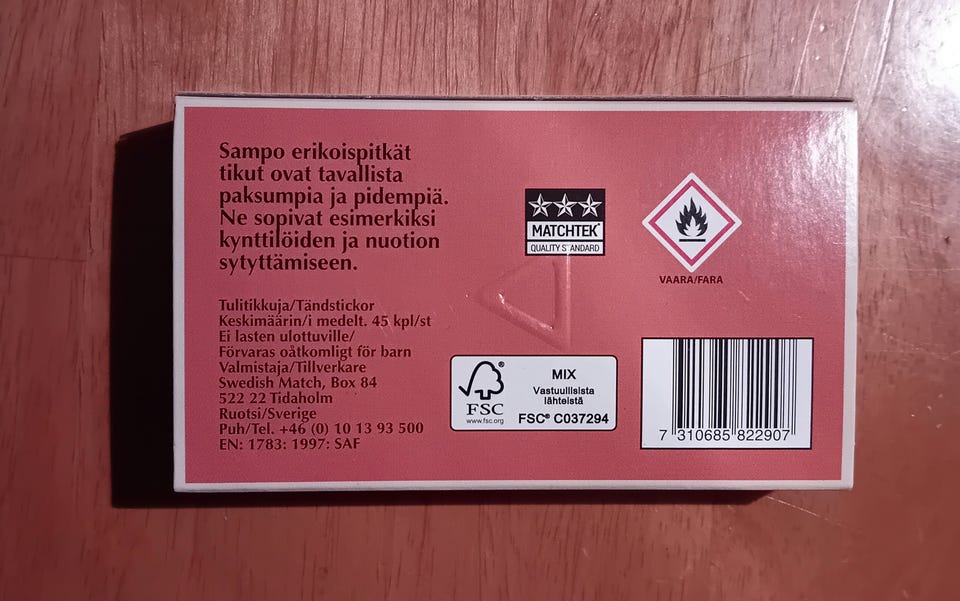 Sampo erikoispitkät
tikut ovat tavallista
paksumpia ja pidempiä.
Ne sopivat esimerkiksi
kynttilöiden ja nuotion
sytyttämiseen.
Tulitikkuja/Tändstickor
Keskimäärin/i medelt. 45 kpl/st
Ei lasten ulottuville/
Förvaras oåtkomligt för barn
Valmistaja/Tillverkare
Swedish Match, Box 84
522 22 Tidaholm
Ruotsi/Sverige
Puh/Tel. +46 (0) 10 13 93 500
EN: 1783: 1997: SAF
MATCHTEK®
QUALITY STANDARD
VAARA/FARA
FSC®
www.fsc.org
MIX
Vastuullisista
lähteistä
FSC® C037294
7 310685 822907